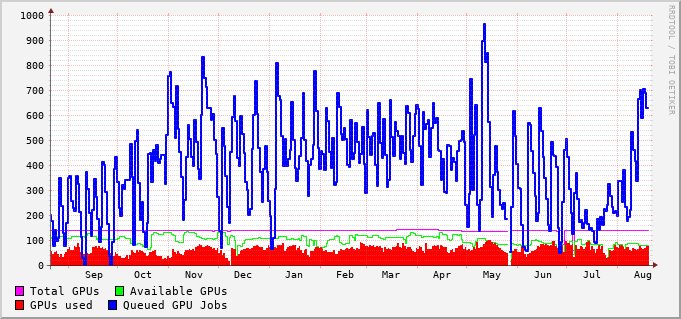 1000
900
800
700
600
500
400
300
200
100
0
Sep Oct Nov Dec Jan Feb Mar Apr May Jun Jul Aug
Total GPUs Available GPUs
GPUs used Queued GPU Jobs
RRDTOOL / TOBI OETIKER